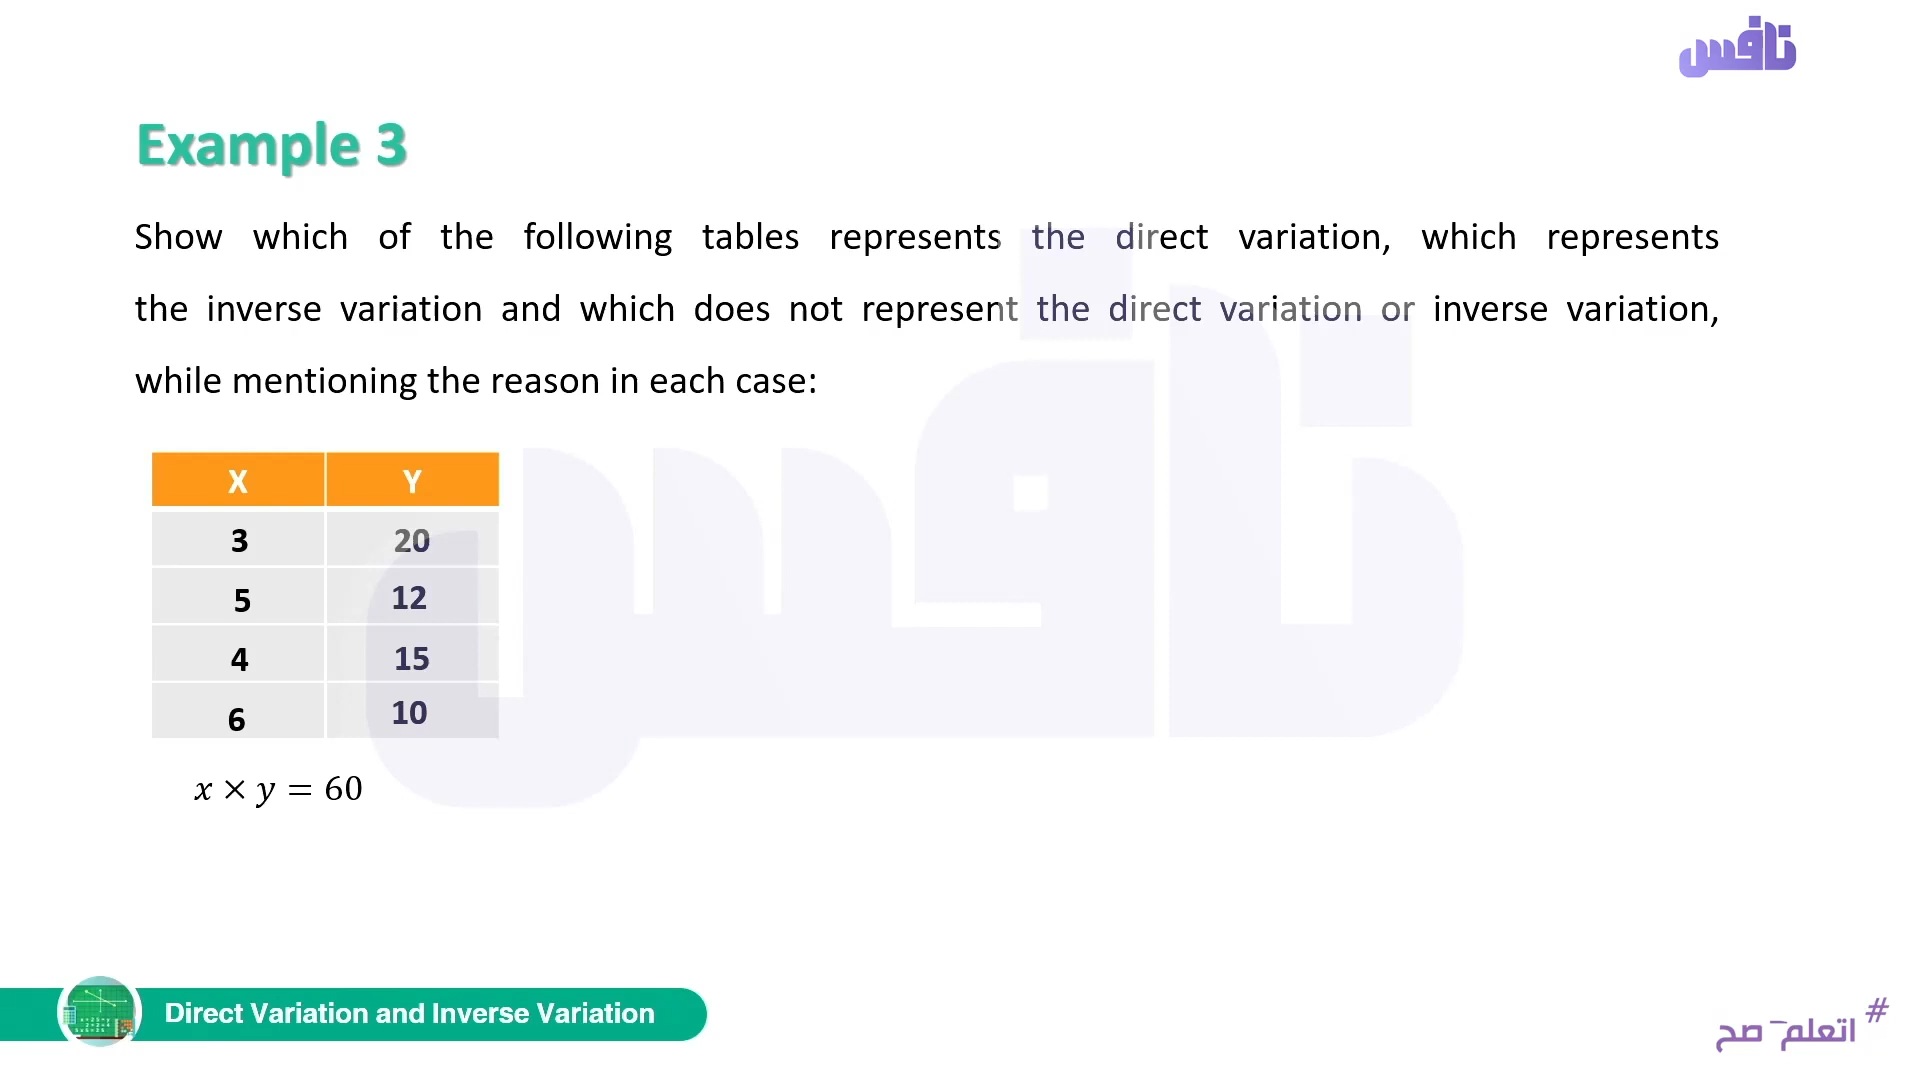 نافس
Example 3
Show which of the following tables represents the direct variation, which represents
the inverse variation and which does not represent the direct variation or inverse variation,
while mentioning the reason in each case:
X Y
3 20
5 12
4 15
6 10
x × y = 60
Direct Variation and Inverse Variation
#اتعلم_صح